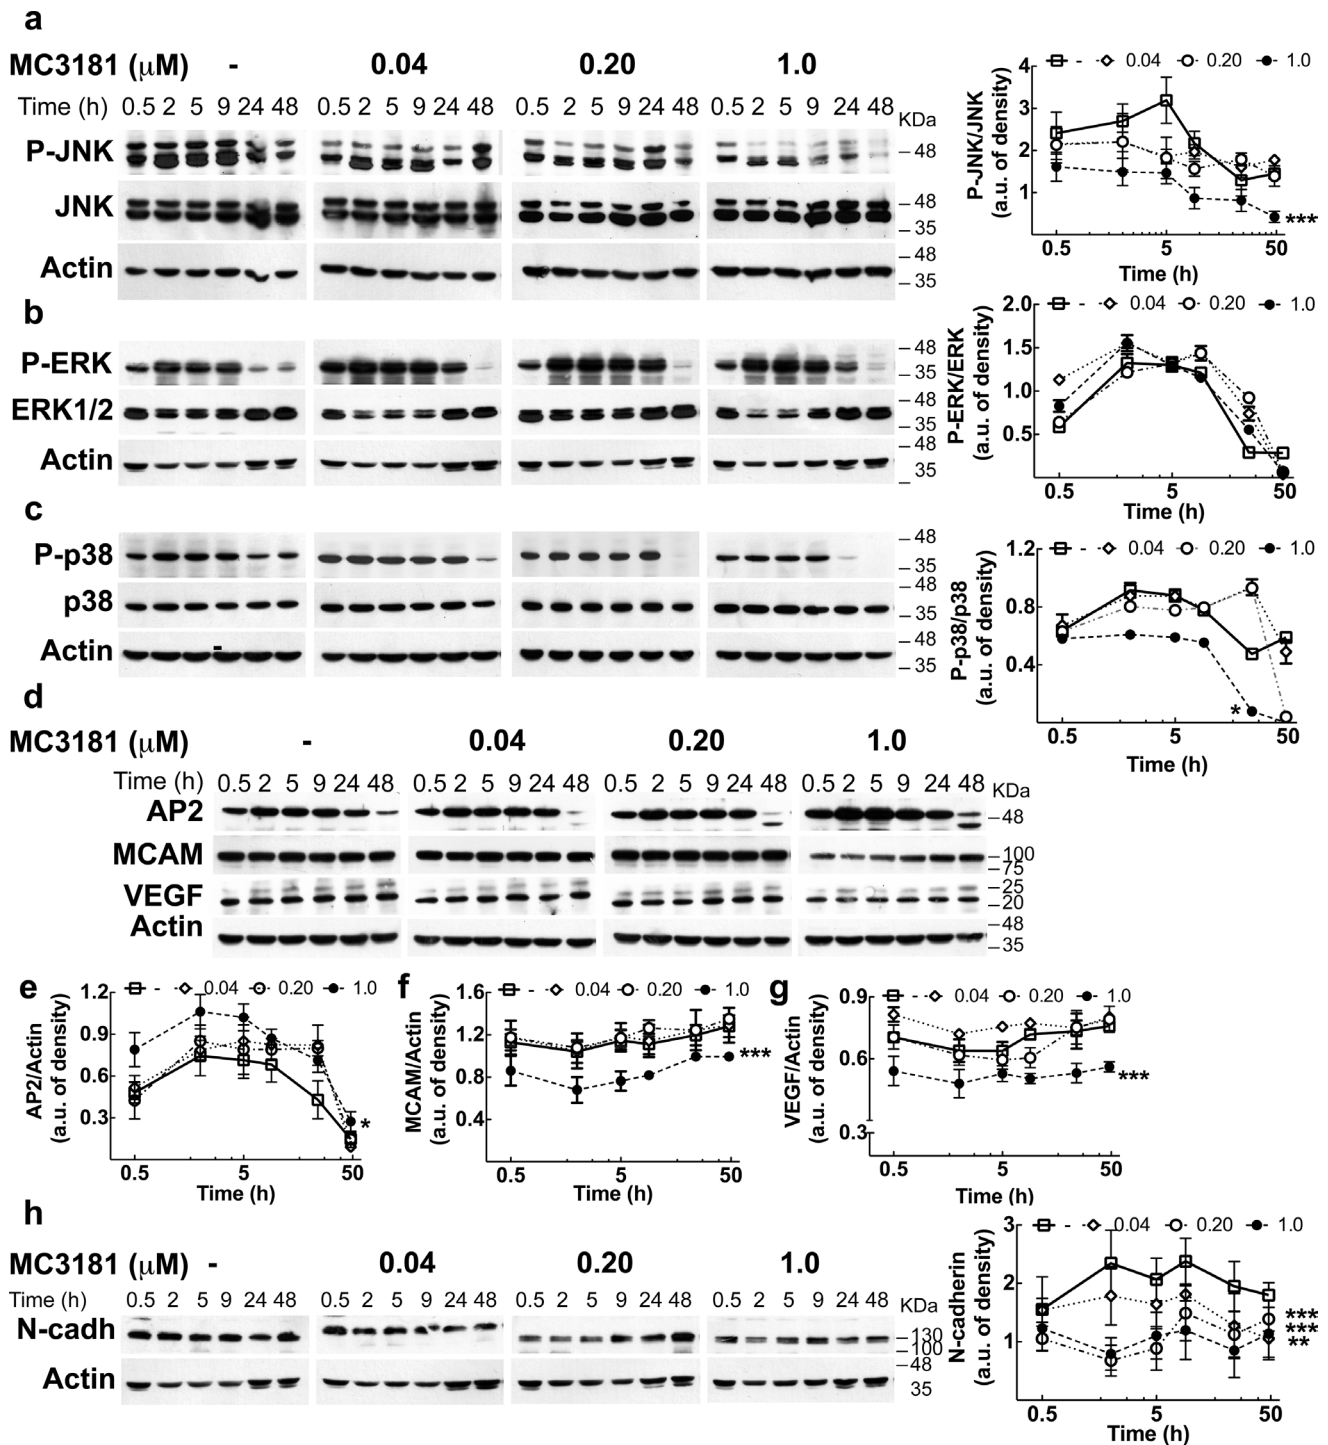 a
MC3181 (μM) - 0.04 0.20 1.0
Time (h) 0.5 2 5 9 24 48 0.5 2 5 9 24 48 0.5 2 5 9 24 48 0.5 2 5 9 24 48 KDa
P-JNK – 48
JNK – 48
– 35
Actin – 48
– 35
- 0.04 0.20 1.0
P-JNK/JNK
(a.u. of density)
4
3
2
1
***
0.5 5 50
Time (h)
b
P-ERK – 48
– 35
ERK1/2 – 48
– 35
Actin – 48
– 35
- 0.04 0.20 1.0
P-ERK/ERK
(a.u. of density)
2.0
1.5
1.0
0.5
0.5 5 50
Time (h)
c
P-p38 – 48
– 35
p38 – 48
– 35
Actin – 48
– 35
- 0.04 0.20 1.0
P-p38/p38
(a.u. of density)
1.2
0.8
0.4
*
0.5 5 50
Time (h)
d
MC3181 (μM) - 0.04 0.20 1.0
Time (h) 0.5 2 5 9 24 48 0.5 2 5 9 24 48 0.5 2 5 9 24 48 0.5 2 5 9 24 48 KDa
AP2 –48
MCAM –100
–75
VEGF –25
–20
Actin –48
–35
e
- 0.04 0.20 1.0
AP2/Actin
(a.u. of density)
1.2
0.9
0.6
0.3
*
0.5 5 50
Time (h)
f
- 0.04 0.20 1.0
MCAM/Actin
(a.u. of density)
1.6
1.2
0.8
0.4
***
0.5 5 50
Time (h)
g
- 0.04 0.20 1.0
VEGF/Actin
(a.u. of density)
0.9
0.6
0.3
***
0.5 5 50
Time (h)
h
MC3181 (μM) - 0.04 0.20 1.0
Time (h) 0.5 2 5 9 24 48 0.5 2 5 9 24 48 0.5 2 5 9 24 48 0.5 2 5 9 24 48 KDa
N-cadh –130
–100
Actin –48
35
- 0.04 0.20 1.0
N-cadherin
(a.u. of density)
3
2
1
***
***
**
0.5 5 50
Time (h)